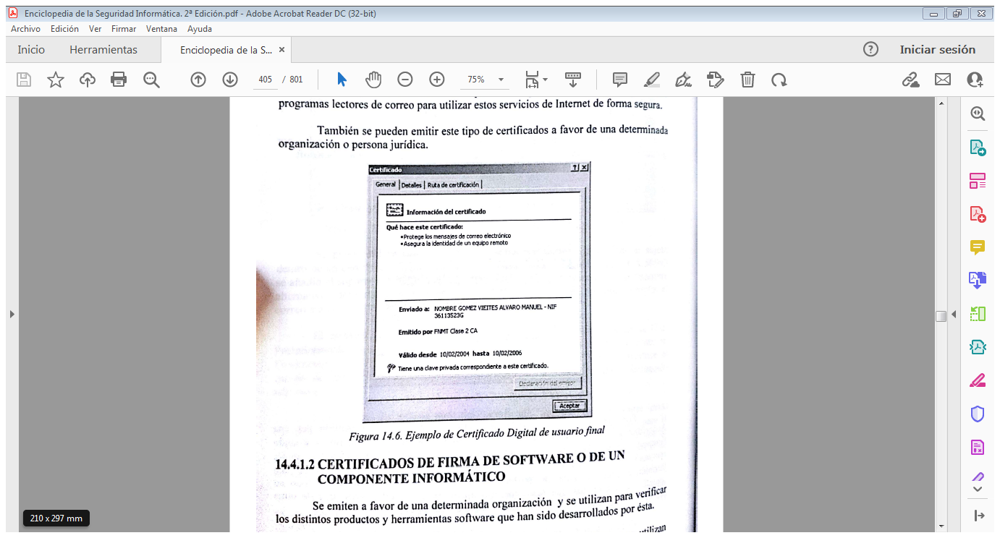 Enciclopedia de la Seguridad Informática. 2ª Edición.pdf - Adobe Acrobat Reader DC (32-bit)
Archivo Edición Ver Firmar Ventana Ayuda
Inicio Herramientas Enciclopedia de la S... × ? Iniciar sesión
405 / 801 75%
programas lectores de correo para utilizar estos servicios de Internet de forma segura.
También se pueden emitir este tipo de certificados a favor de una determinada
organización o persona jurídica.
Certificado
General Detalles Ruta de certificación
Información del certificado
Qué hace este certificado:
•Protege los mensajes de correo electrónico
•Asegura la identidad de un equipo remoto
Enviado a: NOMBRE GOMEZ VIEITES ALVARO MANUEL - NIF
36113523G
Emitido por FNMT Clase 2 CA
Válido desde 10/02/2004 hasta 10/02/2006
Tiene una clave privada correspondiente a este certificado.
Declaración del emisor
Aceptar
Figura 14.6. Ejemplo de Certificado Digital de usuario final
14.4.1.2 CERTIFICADOS DE FIRMA DE SOFTWARE O DE UN
COMPONENTE INFORMÁTICO
Se emiten a favor de una determinada organización y se utilizan para verificar
los distintos productos y herramientas software que han sido desarrollados por ésta.
utilizan
210 x 297 mm